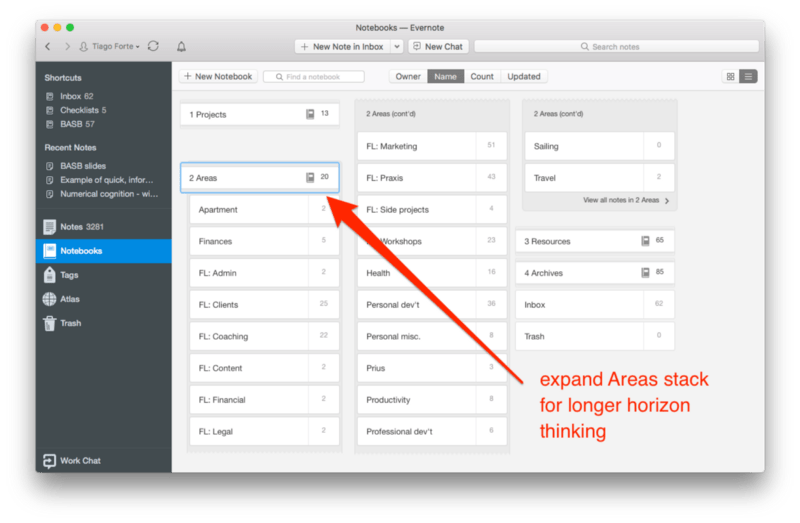 Notebooks — Evernote
Tiago Forte
+ New Note in Inbox
New Chat
Search notes
Shortcuts
Inbox 62
Checklists 5
BASB 57
Recent Notes
BASB slides
Example of quick, infor...
Numerical cognition - wi...
Notes 3281
Notebooks
Tags
Atlas
Trash
Work Chat
+ New Notebook
Find a notebook
Owner Name Count Updated
1 Projects 13
2 Areas 20
Apartment 2
Finances 5
FL: Admin 2
FL: Clients 25
FL: Coaching 22
FL: Content 2
FL: Financial 2
FL: Legal 2
2 Areas (cont'd)
FL: Marketing 51
FL: Praxis 43
FL: Side projects 4
Workshops 23
Health 16
Personal dev't 36
Personal misc. 8
Prius 3
Productivity 8
Professional dev't 6
2 Areas (cont'd)
Sailing 0
Travel 2
View all notes in 2 Areas
3 Resources 65
4 Archives 85
Inbox 62
Trash 0
expand Areas stack
for longer horizon
thinking